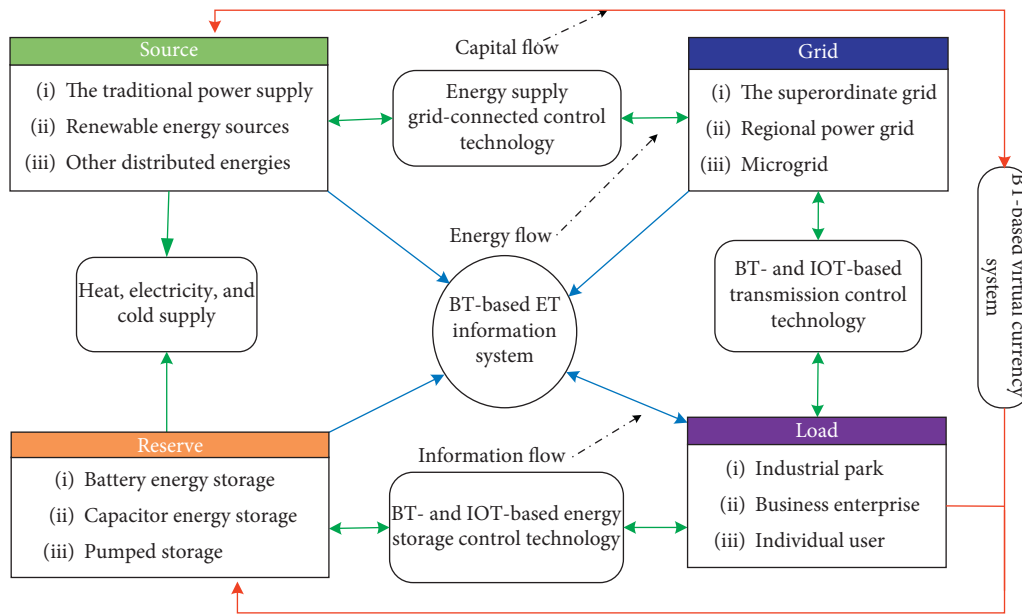 Capital flow
Source
(i) The traditional power supply
(ii) Renewable energy sources
(iii) Other distributed energies
Energy supply
grid-connected control
technology
Grid
(i) The superordinate grid
(ii) Regional power grid
(iii) Microgrid
Energy flow
Heat, electricity, and
cold supply
BT-based ET
information
system
BT- and IOT-based
transmission control
technology
BT-based virtual currency
system
Information flow
Reserve
(i) Battery energy storage
(ii) Capacitor energy storage
(iii) Pumped storage
BT- and IOT-based energy
storage control technology
Load
(i) Industrial park
(ii) Business enterprise
(iii) Individual user